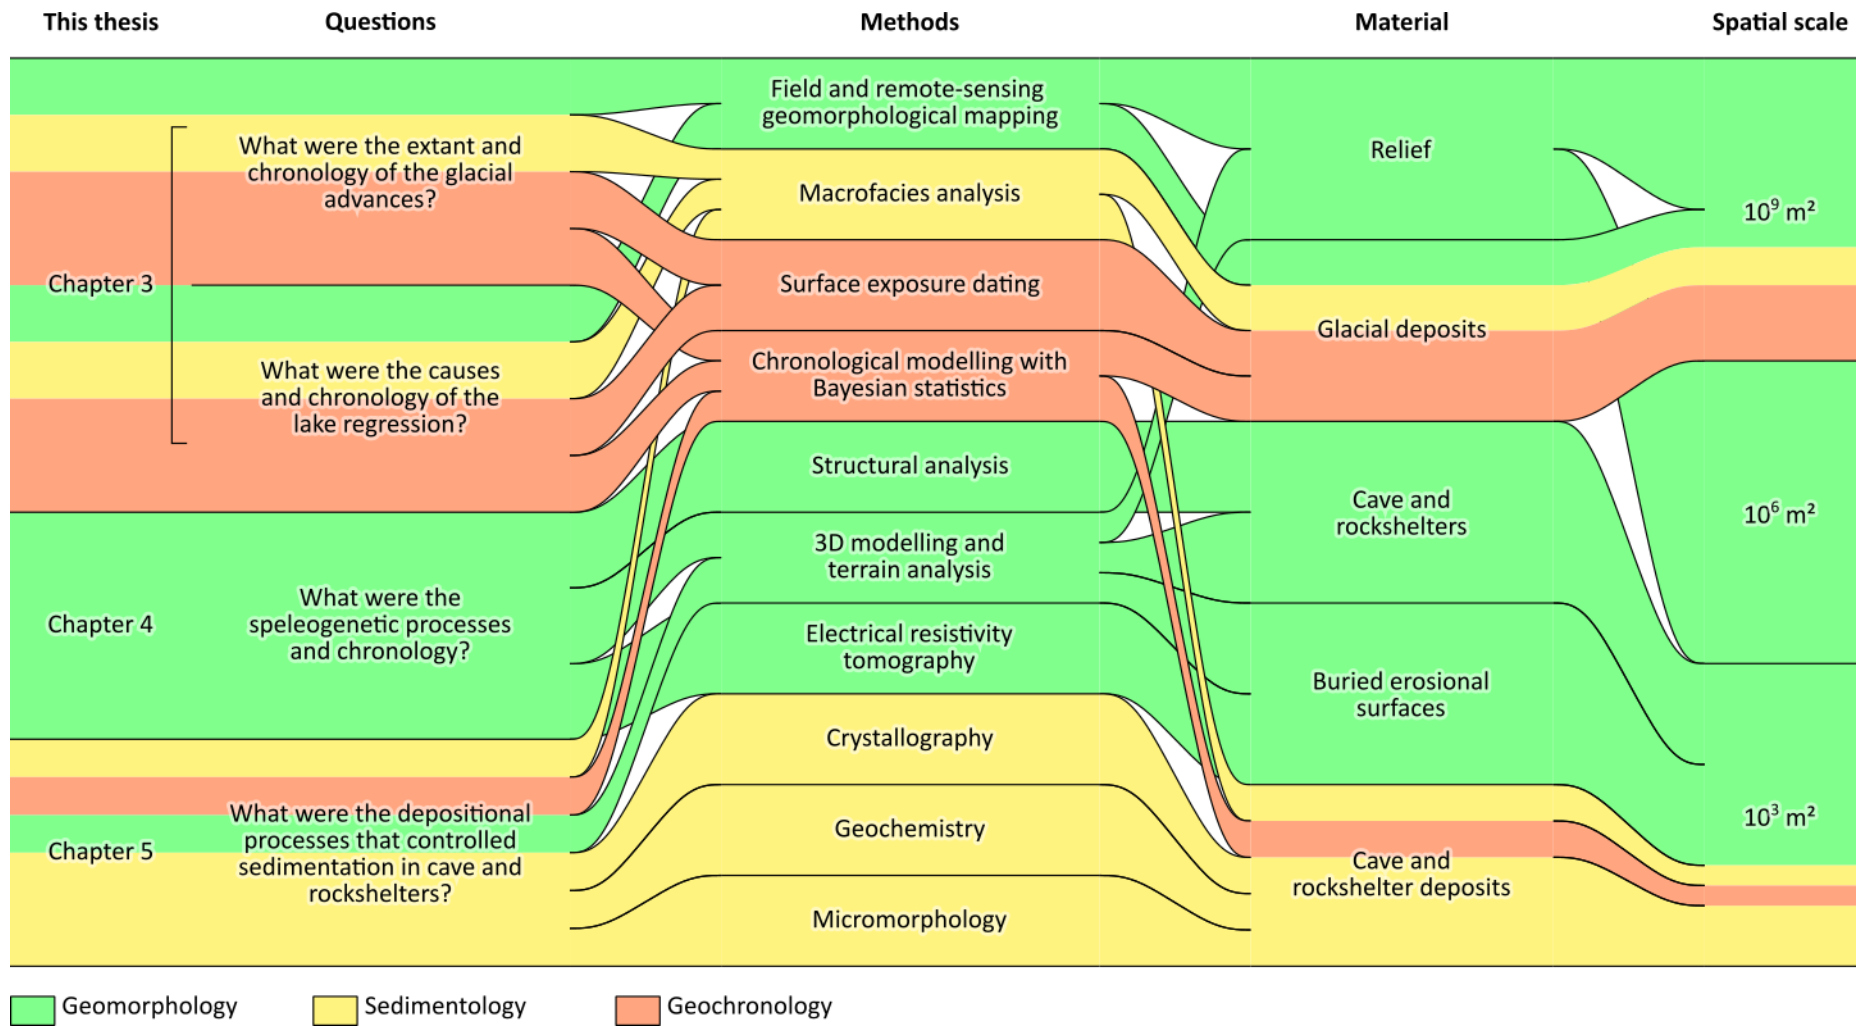 This thesis
Questions
Methods
Material
Spatial scale
What were the extant and
chronology of the glacial
advances?
Chapter 3
What were the causes
and chronology of the
lake regression?
Chapter 4
What were the
speleogenetic processes
and chronology?
Chapter 5
What were the depositional
processes that controlled
sedimentation in cave and
rockshelters?
Field and remote-sensing
geomorphological mapping
Macrofacies analysis
Surface exposure dating
Chronological modelling with
Bayesian statistics
Structural analysis
3D modelling and
terrain analysis
Electrical resistivity
tomography
Crystallography
Geochemistry
Micromorphology
Relief
Glacial deposits
Cave and
rockshelters
Buried erosional
surfaces
Cave and
rockshelter deposits
10⁹ m²
10⁶ m²
10³ m²
Geomorphology
Sedimentology
Geochronology